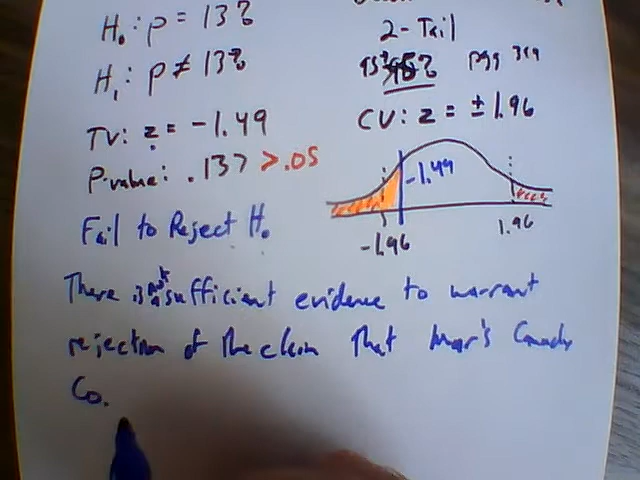 H₀: p = 13%
2-Tail
H₁: p ≠ 13%
95%
TV: z = -1.49
CV: z = ± 1.96
P-value: .137 > .05
-1.49
Fail to Reject H₀
-1.96
1.96
There is not sufficient evidence to warrant
rejection of the claim that Mar's Candy
Co.